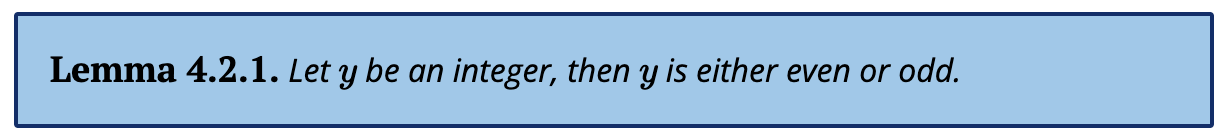 Lemma 4.2.1. Let y be an integer, then y is either even or odd.